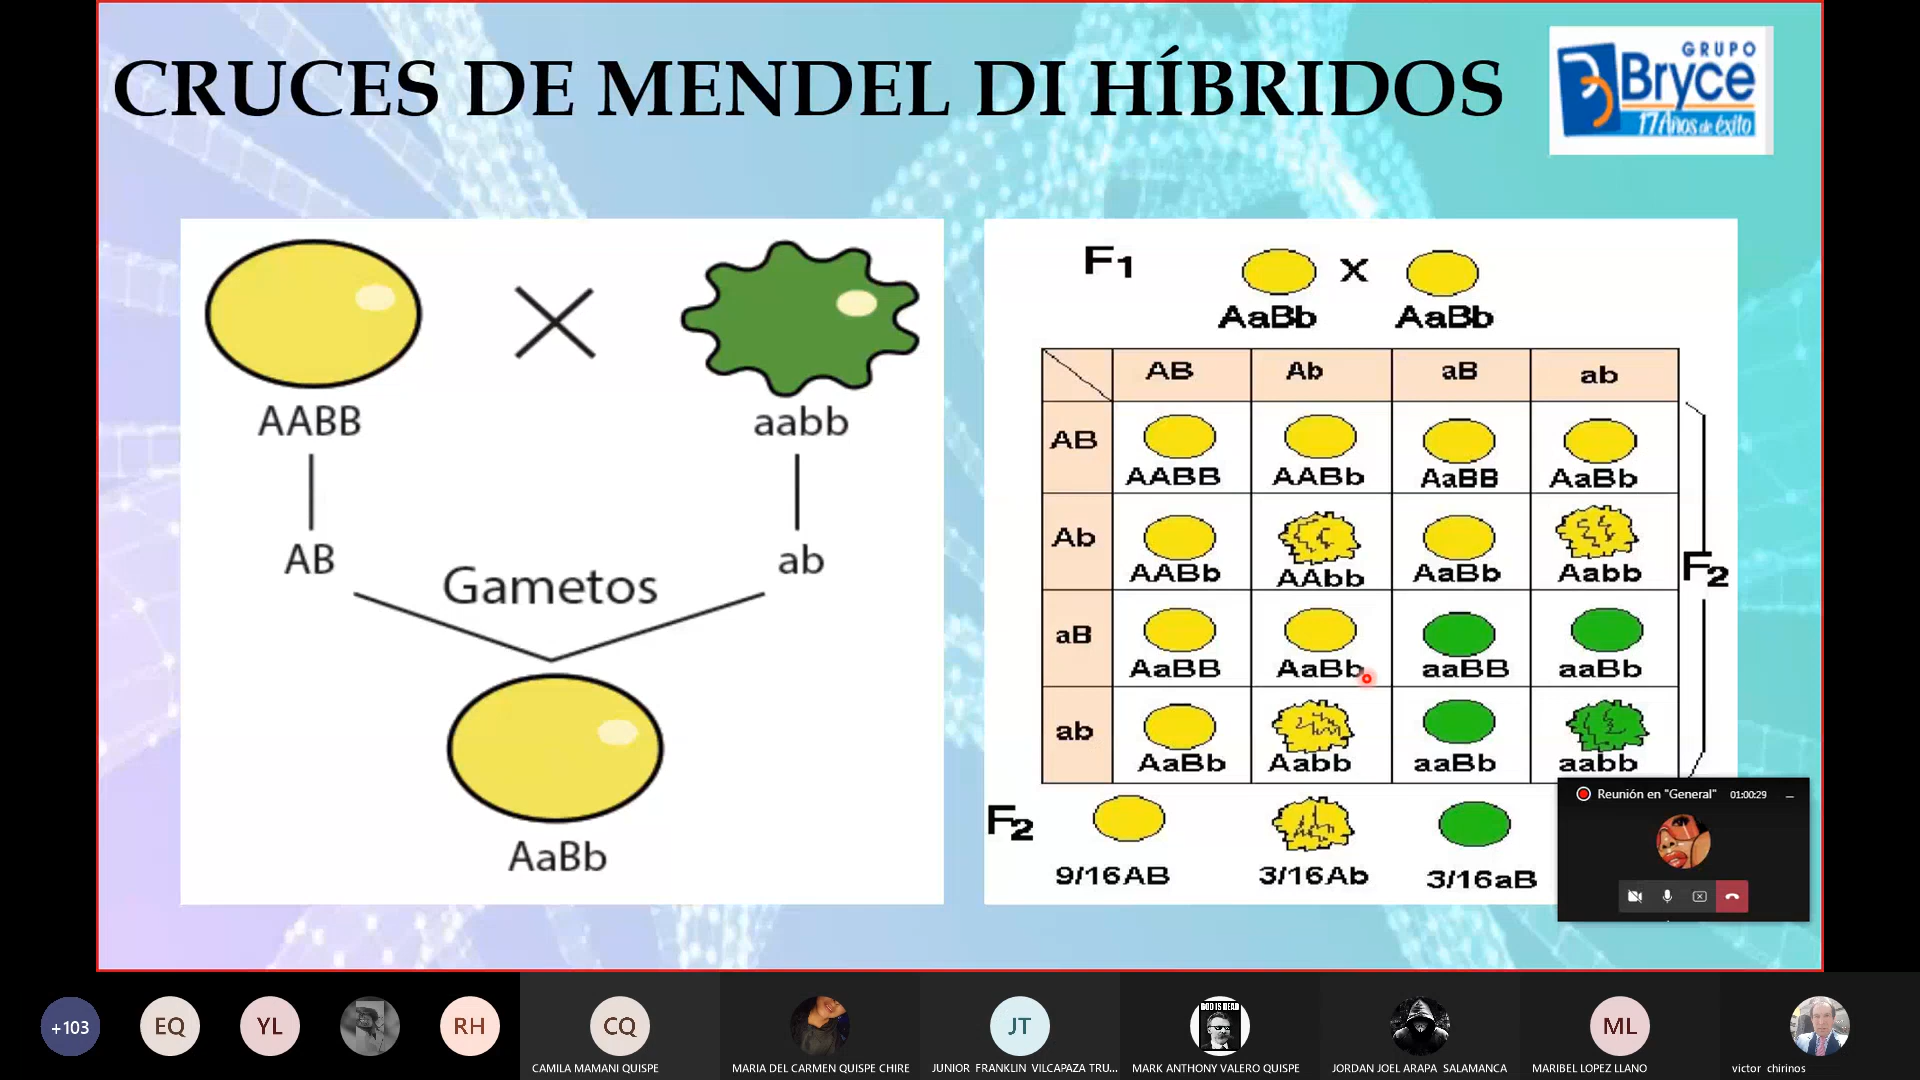 CRUCES DE MENDEL DI HÍBRIDOS
GRUPO
Bryce
17 Años de éxito
AABB
aabb
AB
ab
Gametos
AaBb
F1
X
AaBb
AaBb
AB Ab aB ab
AB
AABB AABb AaBB AaBb
Ab
AABb AAbb AaBb Aabb
F2
aB
AaBB AaBb aaBB aaBb
ab
AaBb Aabb aaBb aabb
F2
9/16AB 3/16Ab 3/16aB
Reunión en "General" 01:00:29
+103
EQ
YL
RH
CQ
CAMILA MAMANI QUISPE
MARIA DEL CARMEN QUISPE CHIRE
JT
JUNIOR FRANKLIN VILCAPAZA TRU...
GOD IS DEAD
MARK ANTHONY VALERO QUISPE
JORDAN JOEL ARAPA SALAMANCA
ML
MARIBEL LOPEZ LLANO
victor chirinos